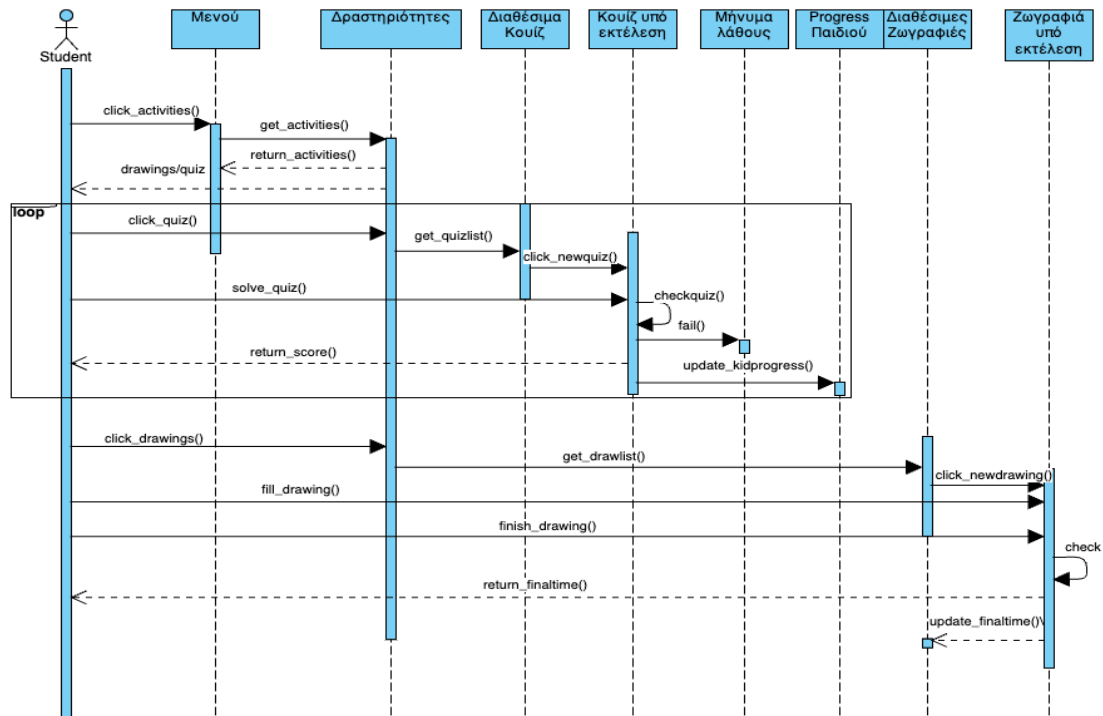 Μενού
Δραστηριότητες
Διαθέσιμα
Κουίζ
Κουίζ υπό
εκτέλεση
Μήνυμα
λάθους
Progress
Παιδιού
Διαθέσιμες
Ζωγραφιές
Ζωγραφιά
υπό
εκτέλεση
Student
click_activities()
get_activities()
return_activities()
drawings/quiz
loop
click_quiz()
get_quizlist()
click_newquiz()
solve_quiz()
checkquiz()
fail()
return_score()
update_kidprogress()
click_drawings()
get_drawlist()
click_newdrawing()
fill_drawing()
finish_drawing()
check
return_finaltime()
update_finaltime()\